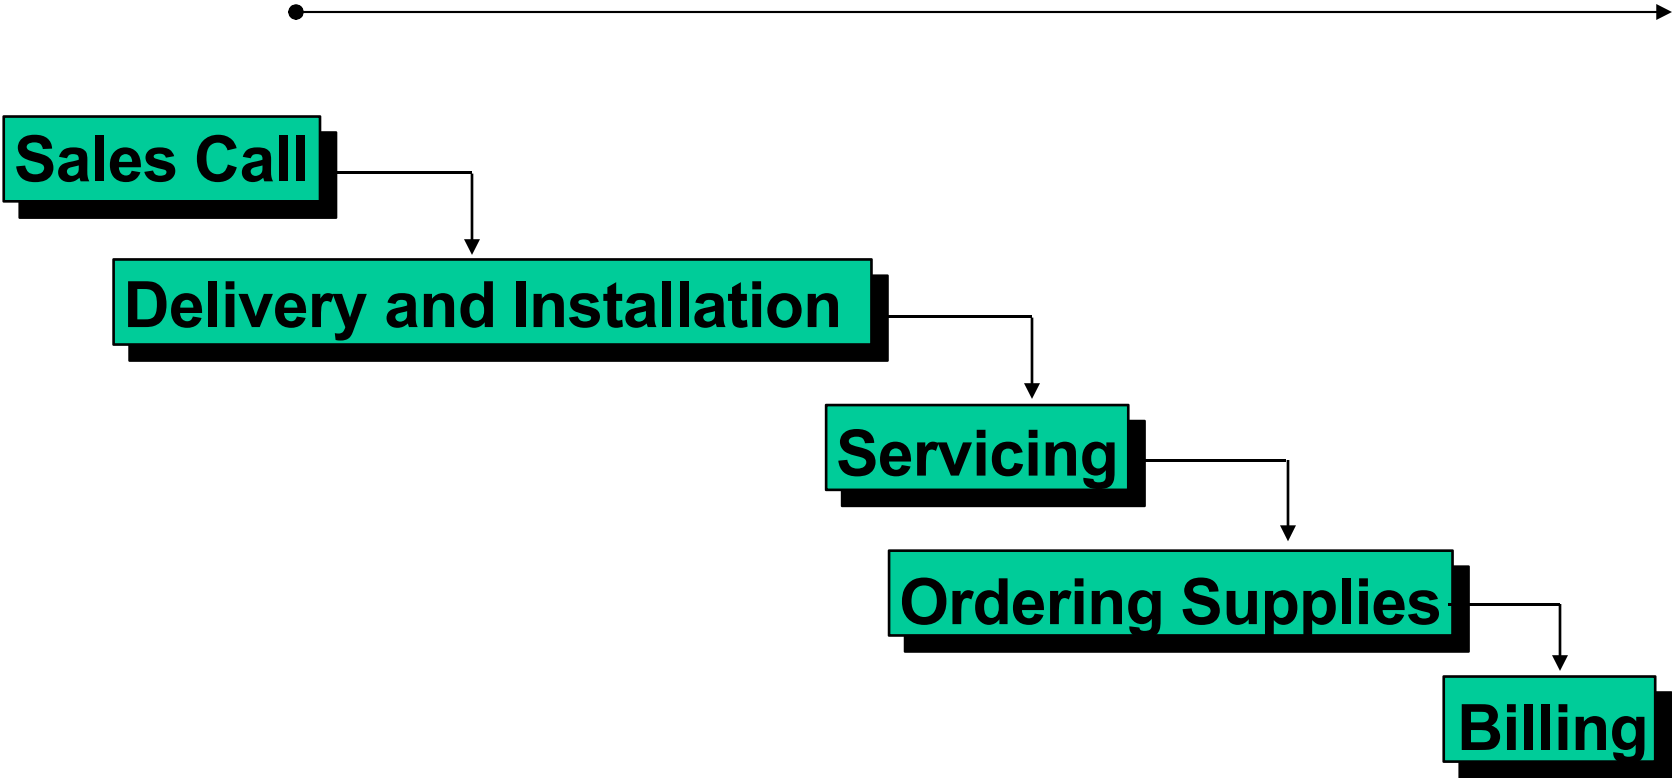 Sales Call
Delivery and Installation
Servicing
Ordering Supplies
Billing